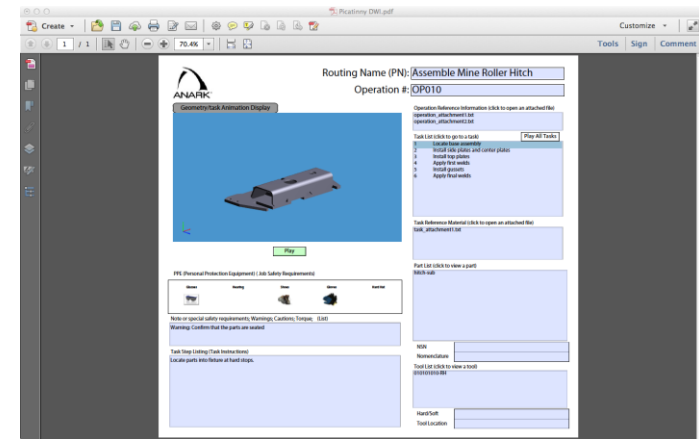 Picatinny OWI.pdf
Create
Customize
1 / 1
70.4%
Tools Sign Comment
ANARK
Routing Name (PN): Assemble Mine Roller Hitch
Operation #: OP010
Geometry/task Animation Display
Operation Reference Information (click to open an attached file)
operation_attachment1.txt
operation_attachment2.txt
Task List (click to go to a task)
Play All Tasks
1 Locate base assembly
2 Install side plates and center plates
3 Install top plates
4 Apply first welds
5 Install gussets
6 Apply final welds
Task Reference Material (click to open an attached file)
task_attachment1.txt
Play
PPE (Personal Protection Equipment) | Job Safety Requirements)
Glasses
Gloves
Hard Hat
Note or special safety requirements; Warnings; Cautions; Torque; (List)
Warning: Confirm that the parts are seated
Task Step Listing (Task Instructions)
Locate parts into fixture at hard stops.
Part List (click to view a part)
hitch-sub
NSN
Nomenclature
Tool List (click to view a tool)
Hard/Soft
Tool Location